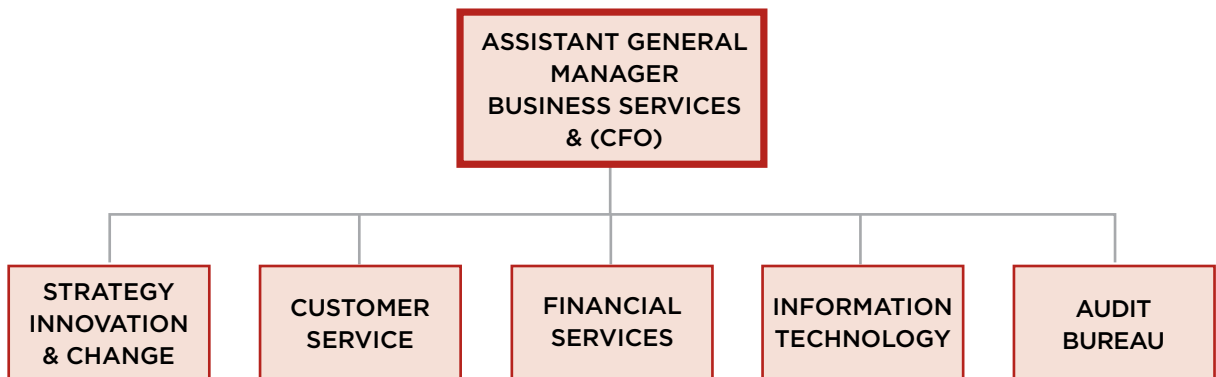 ASSISTANT GENERAL
MANAGER
BUSINESS SERVICES
& (CFO)
STRATEGY
INNOVATION
& CHANGE
CUSTOMER
SERVICE
FINANCIAL
SERVICES
INFORMATION
TECHNOLOGY
AUDIT
BUREAU